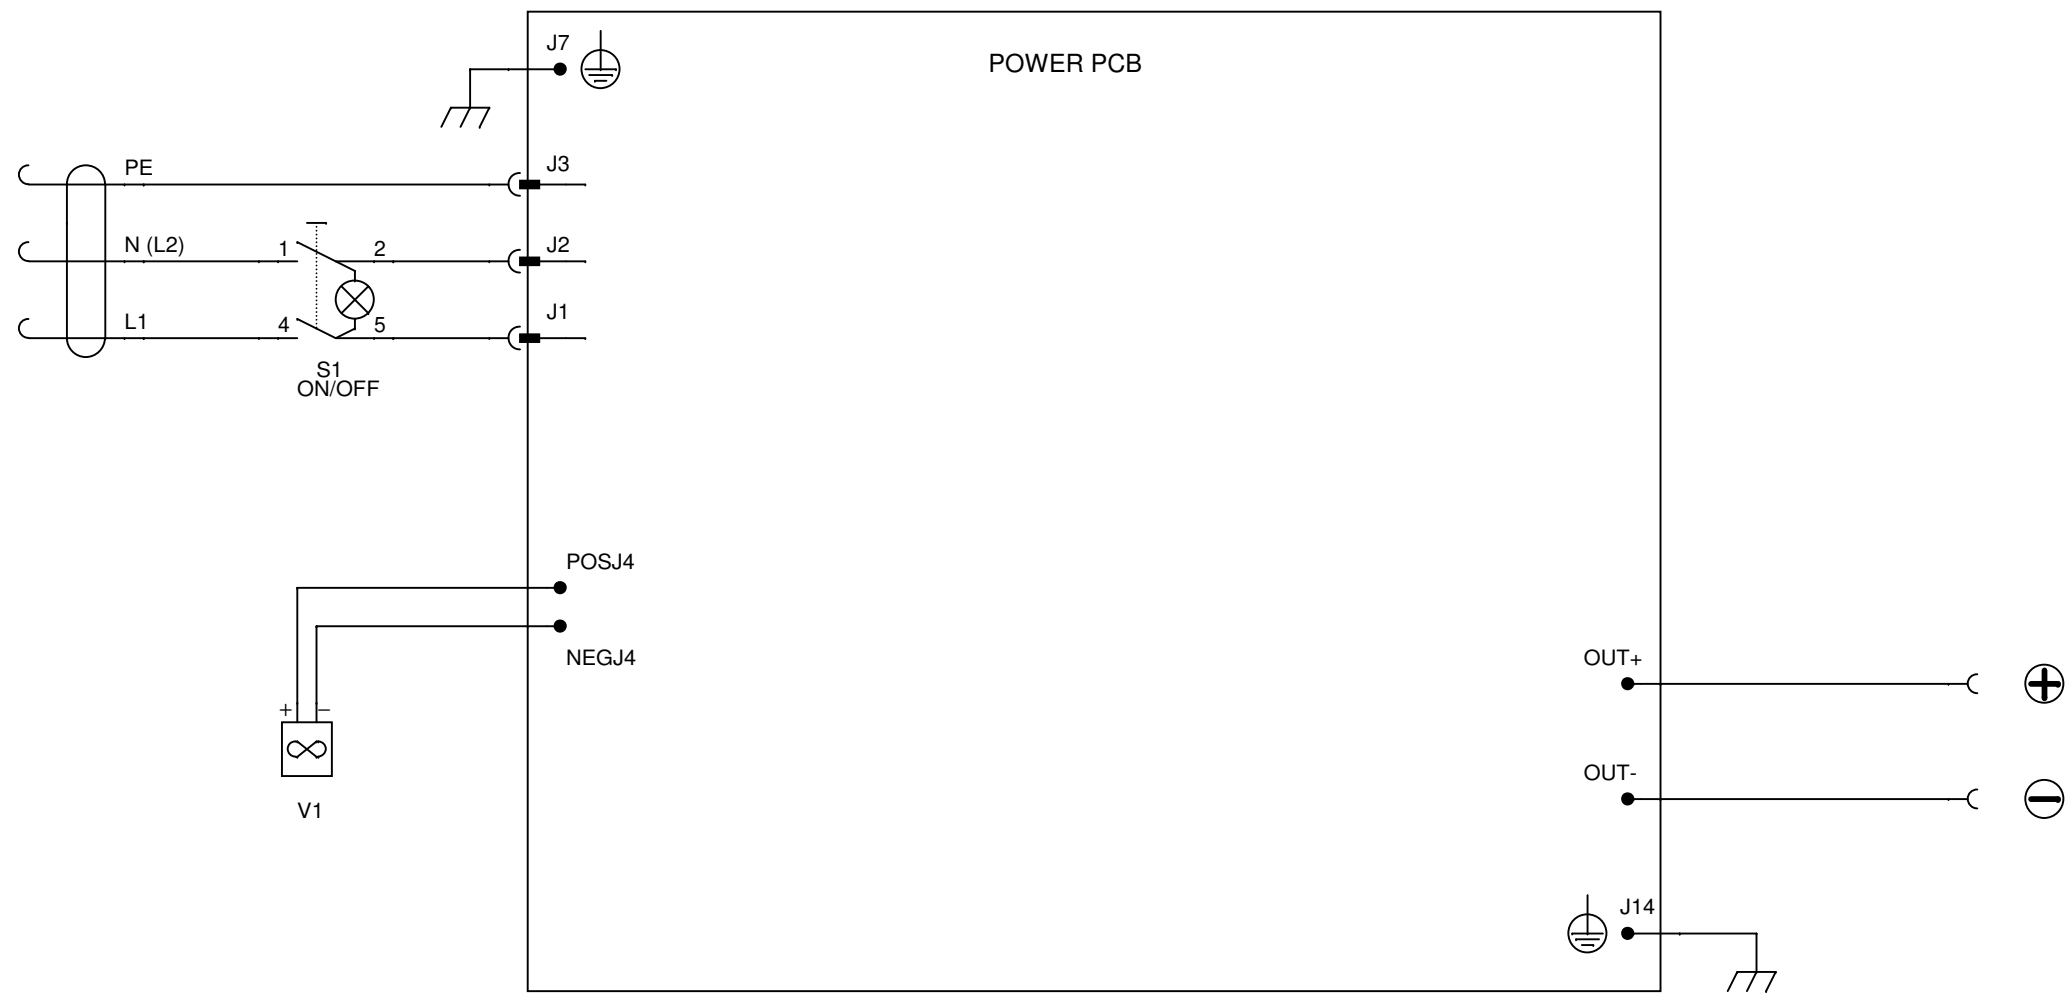 J7
POWER PCB
PE
J3
N (L2)
1
2
J2
L1
4
5
J1
S1
ON/OFF
POSJ4
NEGJ4
+
−
V1
OUT+
OUT-
J14